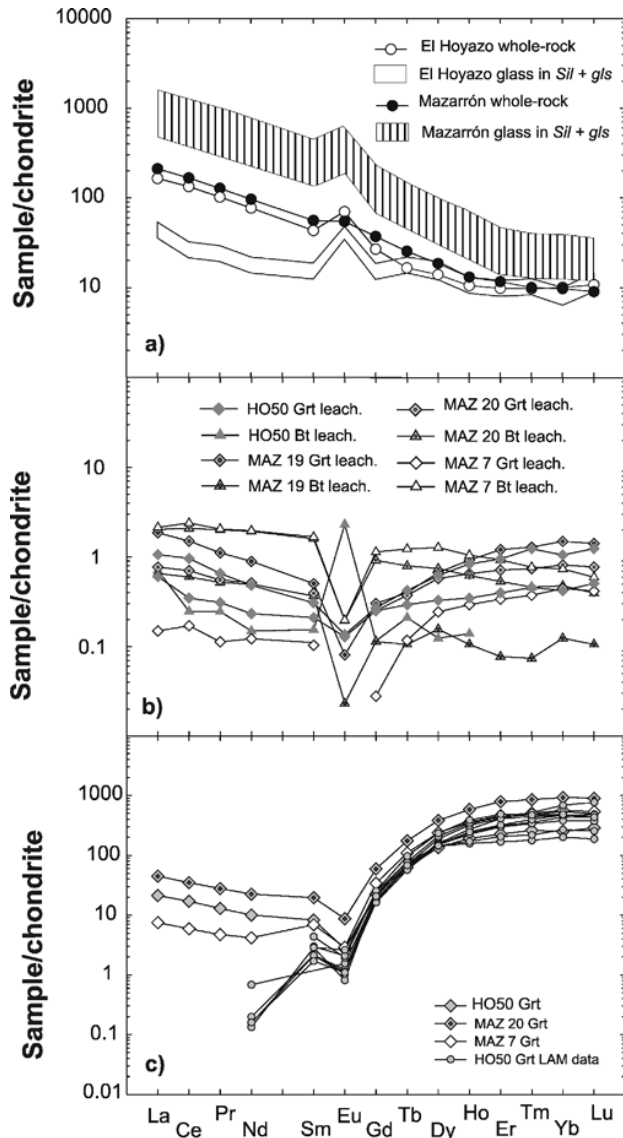 10000
1000
100
10
Sample/chondrite
El Hoyazo whole-rock
El Hoyazo glass in Sil + gls
Mazarrón whole-rock
Mazarrón glass in Sil + gls
a)
10
1
0.1
Sample/chondrite
HO50 Grt leach.
HO50 Bt leach.
MAZ 19 Grt leach.
MAZ 19 Bt leach.
MAZ 20 Grt leach.
MAZ 20 Bt leach.
MAZ 7 Grt leach.
MAZ 7 Bt leach.
b)
1000
100
10
1
0.1
0.01
Sample/chondrite
HO50 Grt
MAZ 20 Grt
MAZ 7 Grt
HO50 Grt LAM data
c)
La Ce Pr Nd Sm Eu Gd Tb Dy Ho Er Tm Yb Lu